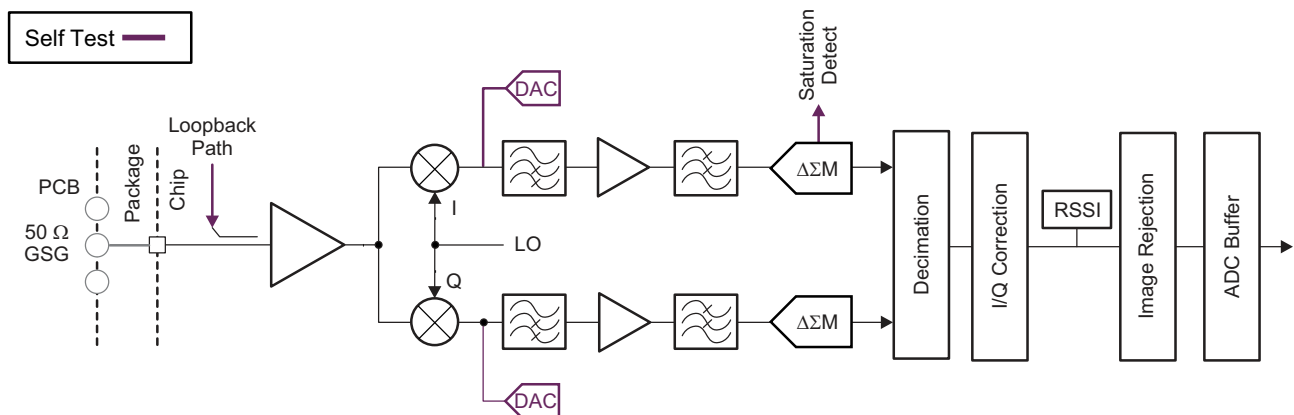 Self Test
DAC
Saturation
Detect
Loopback
Path
PCB
Package
Chip
50 Ω
GSG
I
LO
Q
ΔΣM
ΔΣM
DAC
Decimation
I/Q Correction
RSSI
Image Rejection
ADC Buffer